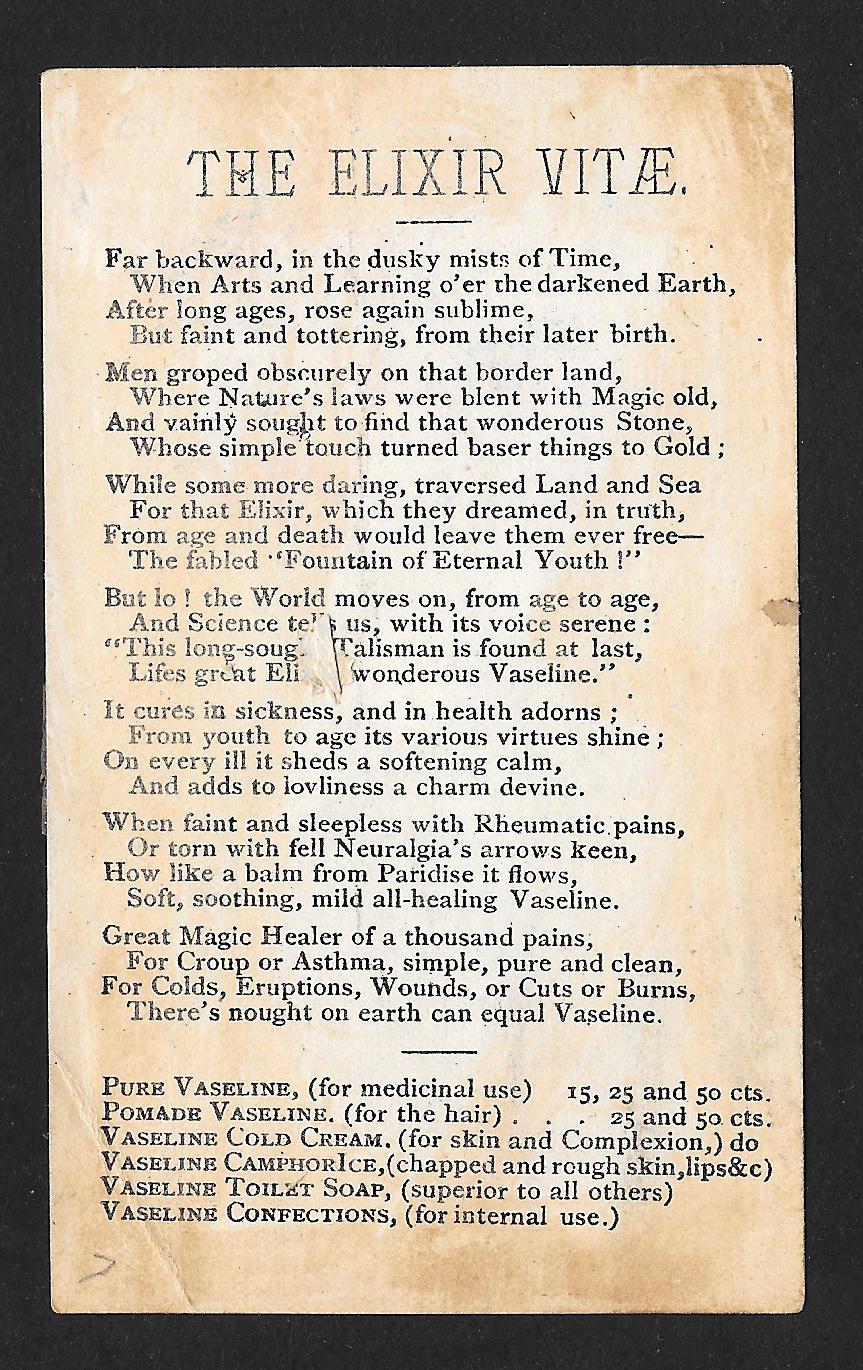 THE ELIXIR VITÆ.
Far backward, in the dusky mists of Time,
When Arts and Learning o'er the darkened Earth,
After long ages, rose again sublime,
But faint and tottering, from their later birth.
Men groped obscurely on that border land,
Where Nature's laws were blent with Magic old,
And vainly sought to find that wonderous Stone,
Whose simple touch turned baser things to Gold ;
While some more daring, traversed Land and Sea
For that Elixir, which they dreamed, in truth,
From age and death would leave them ever free—
The fabled "Fountain of Eternal Youth !"
But lo ! the World moves on, from age to age,
And Science tells us, with its voice serene :
"This long-soug Talisman is found at last,
Lifes great Eli wonderous Vaseline."
It cures in sickness, and in health adorns ;
From youth to age its various virtues shine ;
On every ill it sheds a softening calm,
And adds to lovliness a charm devine.
When faint and sleepless with Rheumatic pains,
Or torn with fell Neuralgia's arrows keen,
How like a balm from Paridise it flows,
Soft, soothing, mild all-healing Vaseline.
Great Magic Healer of a thousand pains,
For Croup or Asthma, simple, pure and clean,
For Colds, Eruptions, Wounds, or Cuts or Burns,
There's nought on earth can equal Vaseline.
PURE VASELINE, (for medicinal use) 15, 25 and 50 cts.
POMADE VASELINE. (for the hair) . . . 25 and 50 cts.
VASELINE COLD CREAM. (for skin and Complexion,) do
VASELINE CAMPHOR ICE, (chapped and rough skin, lips &c)
VASELINE TOILET SOAP, (superior to all others)
VASELINE CONFECTIONS, (for internal use.)